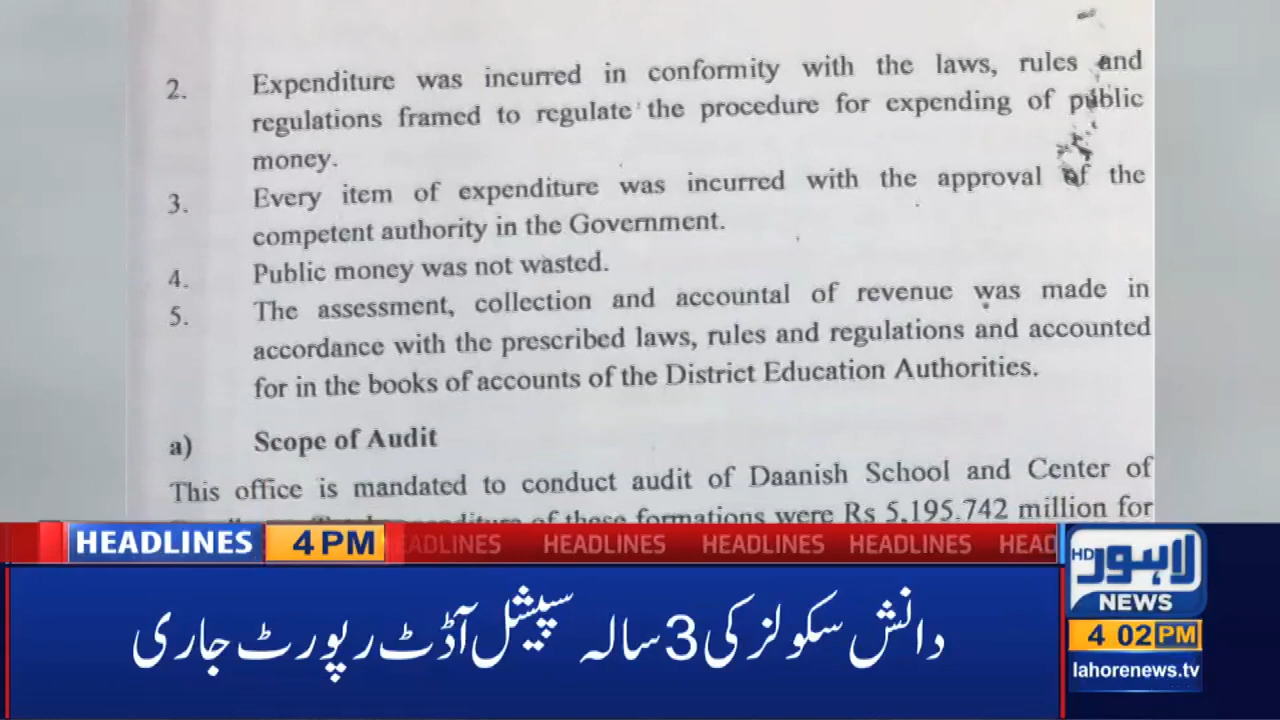 2. Expenditure was incurred in conformity with the laws, rules and
regulations framed to regulate the procedure for expending of public
money.
3. Every item of expenditure was incurred with the approval of the
competent authority in the Government.
4. Public money was not wasted.
5. The assessment, collection and accountal of revenue was made in
accordance with the prescribed laws, rules and regulations and accounted
for in the books of accounts of the District Education Authorities.
a) Scope of Audit
This office is mandated to conduct audit of Daanish School and Center of
of these formations were Rs 5,195.742 million for
HEADLINES 4 PM EADLINES HEADLINES HEADLINES HEADLINES HEAD
دانش سکولز کی 3 سالہ سپیشل آڈٹ رپورٹ جاری
HD لاہور
NEWS
4 02 PM
lahorenews.tv